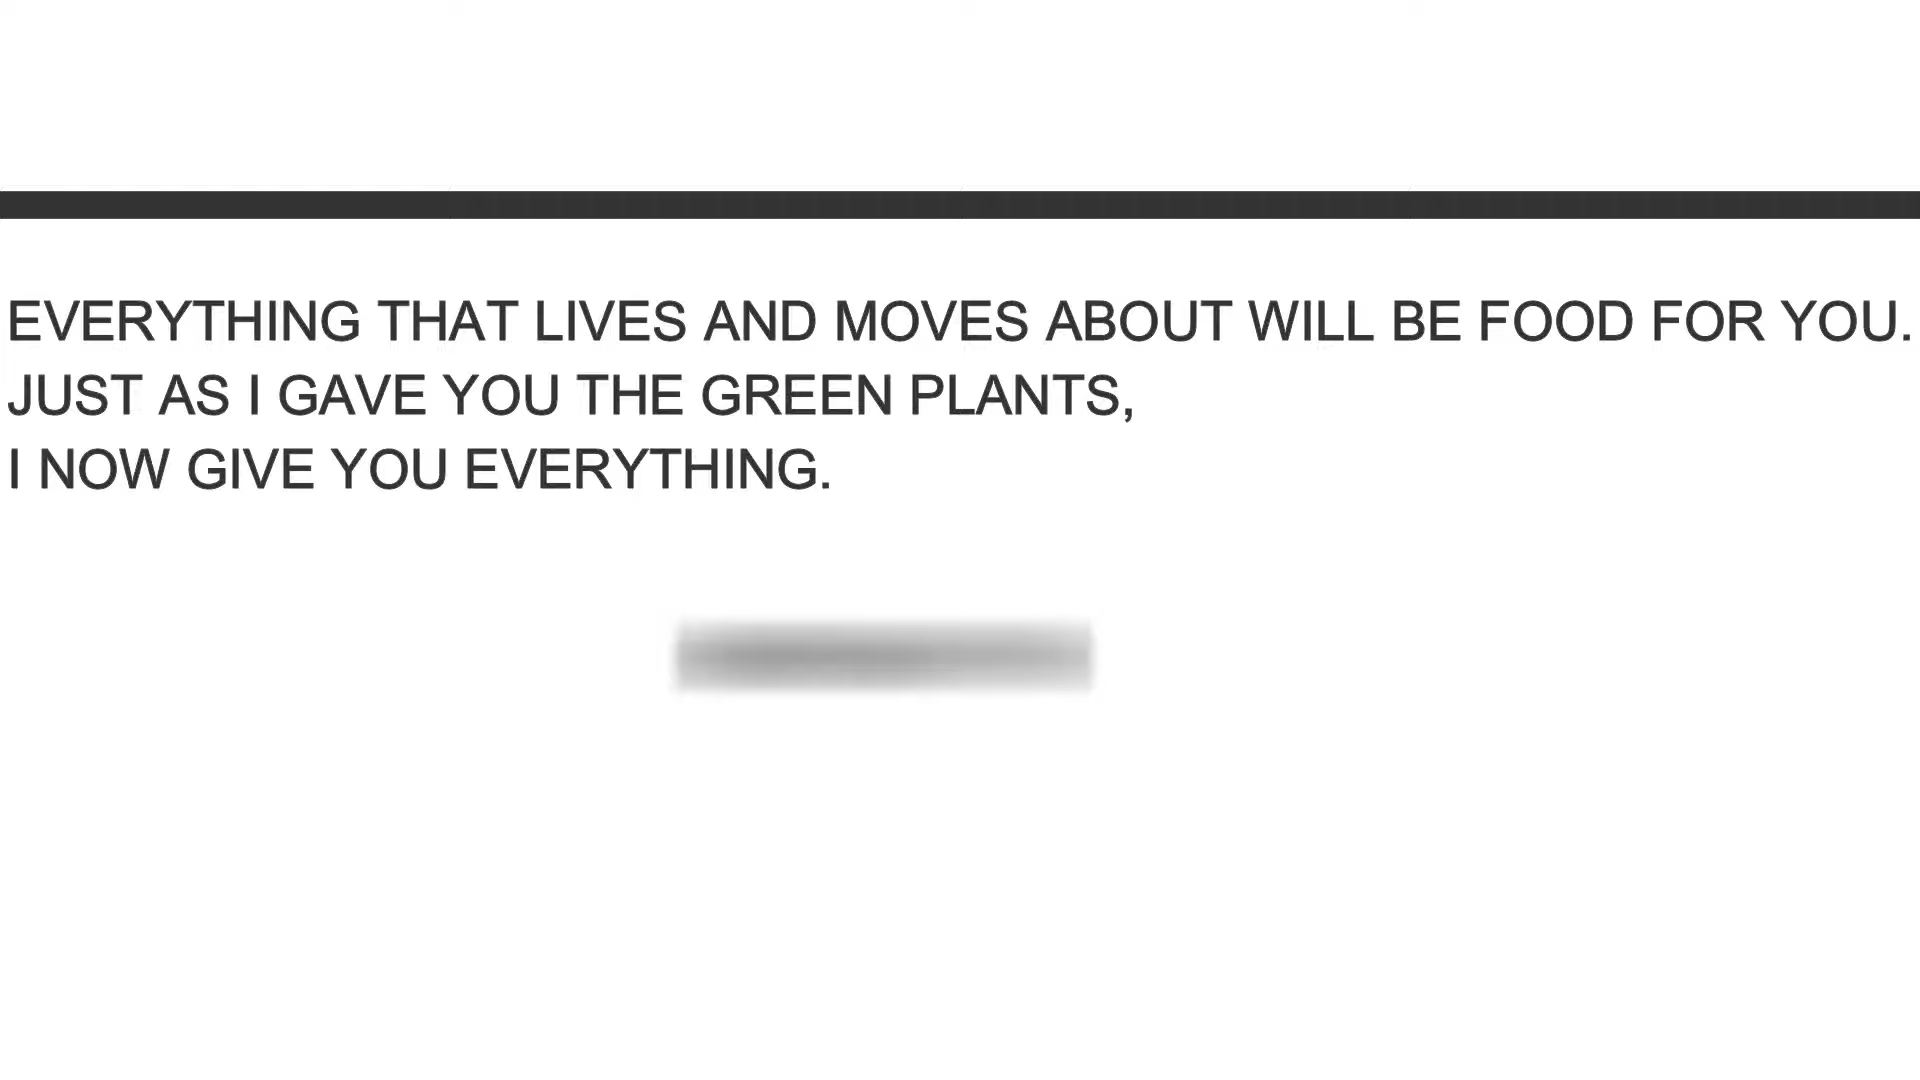 EVERYTHING THAT LIVES AND MOVES ABOUT WILL BE FOOD FOR YOU.
JUST AS I GAVE YOU THE GREEN PLANTS,
I NOW GIVE YOU EVERYTHING.